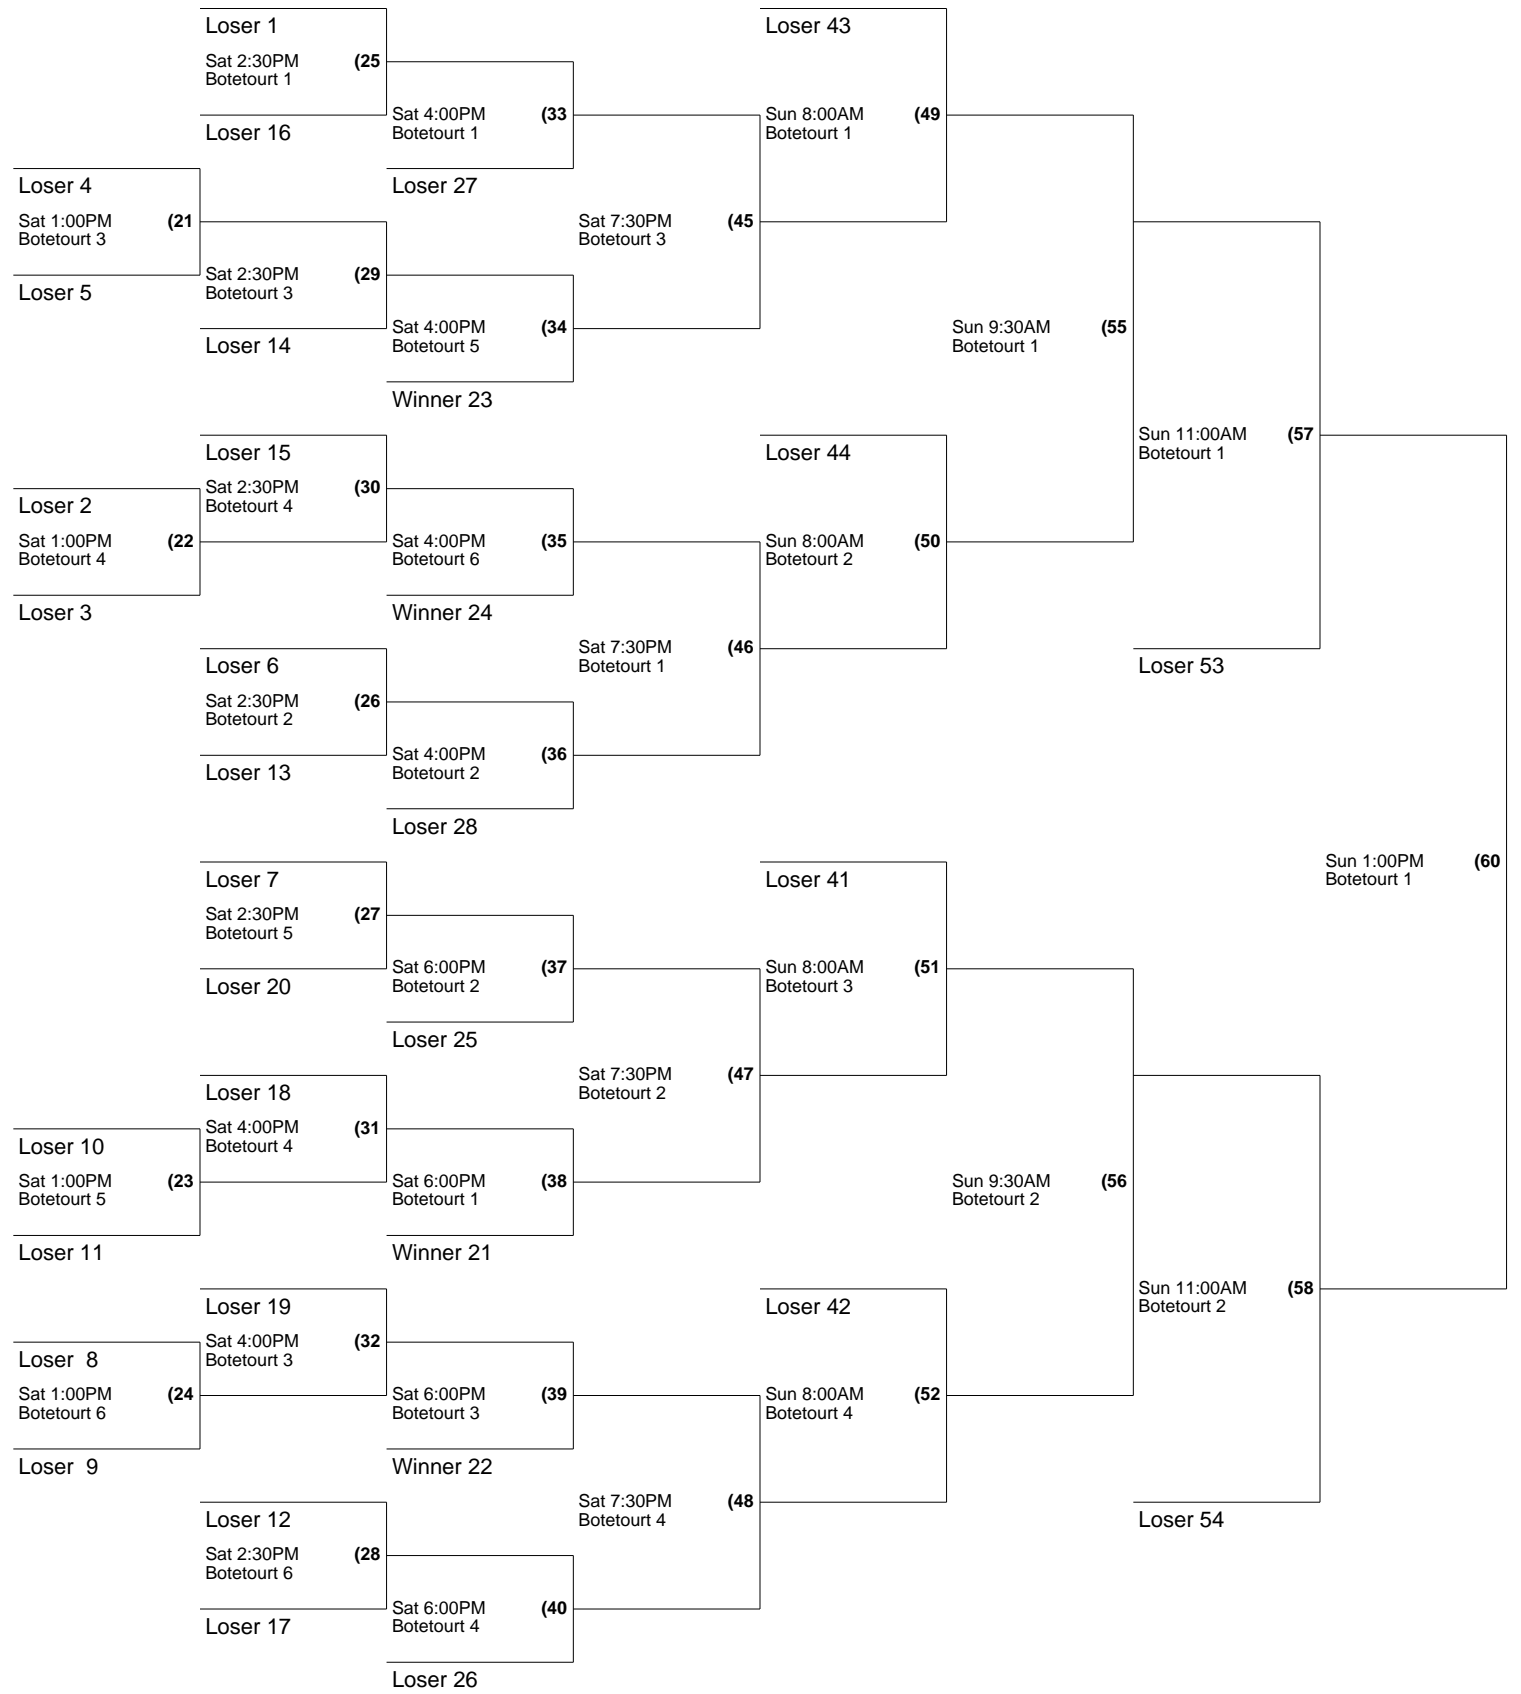 Loser 1
Sat 2:30PM (25
Botetourt 1
Loser 16
Loser 4
Sat 1:00PM (21
Botetourt 3
Loser 5
Sat 2:30PM (29
Botetourt 3
Loser 14
Sat 4:00PM (33
Botetourt 1
Loser 27
Sat 4:00PM (34
Botetourt 5
Winner 23
Sat 7:30PM (45
Botetourt 3
Loser 43
Sun 8:00AM (49
Botetourt 1
Loser 15
Sat 2:30PM (30
Botetourt 4
Loser 2
Sat 1:00PM (22
Botetourt 4
Loser 3
Sat 4:00PM (35
Botetourt 6
Winner 24
Loser 6
Sat 2:30PM (26
Botetourt 2
Loser 13
Sat 4:00PM (36
Botetourt 2
Loser 28
Sat 7:30PM (46
Botetourt 1
Loser 44
Sun 8:00AM (50
Botetourt 2
Sun 9:30AM (55
Botetourt 1
Sun 11:00AM (57
Botetourt 1
Loser 53
Loser 7
Sat 2:30PM (27
Botetourt 5
Loser 20
Sat 6:00PM (37
Botetourt 2
Loser 25
Loser 18
Sat 4:00PM (31
Botetourt 4
Loser 10
Sat 1:00PM (23
Botetourt 5
Loser 11
Sat 6:00PM (38
Botetourt 1
Winner 21
Sat 7:30PM (47
Botetourt 2
Loser 41
Sun 8:00AM (51
Botetourt 3
Loser 19
Sat 4:00PM (32
Botetourt 3
Loser 8
Sat 1:00PM (24
Botetourt 6
Loser 9
Sat 6:00PM (39
Botetourt 3
Winner 22
Loser 12
Sat 2:30PM (28
Botetourt 6
Loser 17
Sat 6:00PM (40
Botetourt 4
Loser 26
Sat 7:30PM (48
Botetourt 4
Loser 42
Sun 8:00AM (52
Botetourt 4
Sun 9:30AM (56
Botetourt 2
Sun 11:00AM (58
Botetourt 2
Loser 54
Sun 1:00PM (60
Botetourt 1